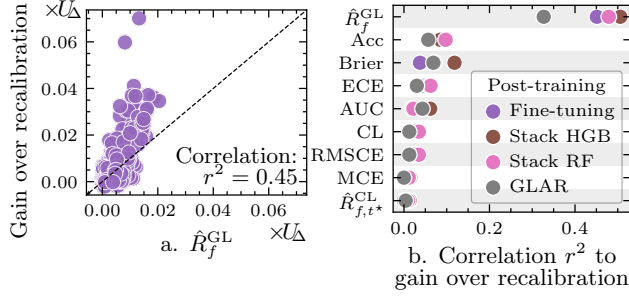 ×U_Δ
Gain over recalibration
0.06
0.04
0.02
0.00
Correlation:
r² = 0.45
0.00 0.02 0.04 0.06
×U_Δ
a. R̂_f^GL
b.
R̂_f^GL
Acc
Brier
ECE
AUC
CL
RMSCE
MCE
R̂_{f,t⋆}^CL
Post-training
Fine-tuning
Stack HGB
Stack RF
GLAR
0.0 0.2 0.4
b. Correlation r² to
gain over recalibration